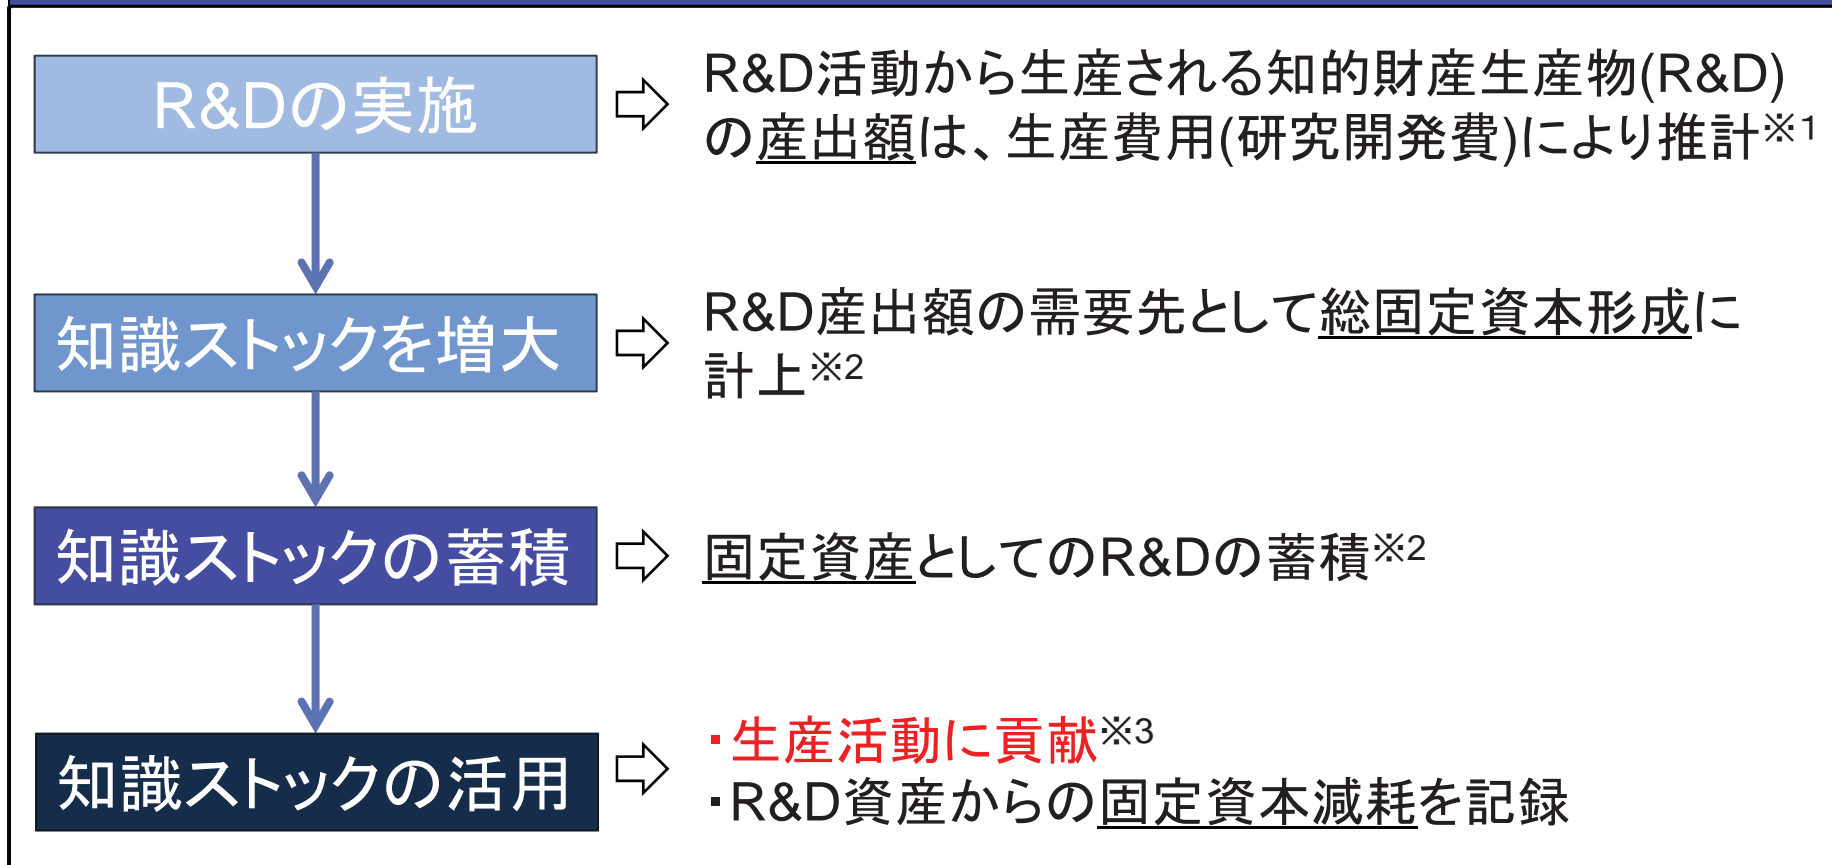 R&Dの実施
R&D活動から生産される知的財産生産物(R&D)
の産出額は、生産費用(研究開発費)により推計※1
知識ストックを増大
R&D産出額の需要先として総固定資本形成に
計上※2
知識ストックの蓄積
固定資産としてのR&Dの蓄積※2
知識ストックの活用
・生産活動に貢献※3
・R&D資産からの固定資本減耗を記録